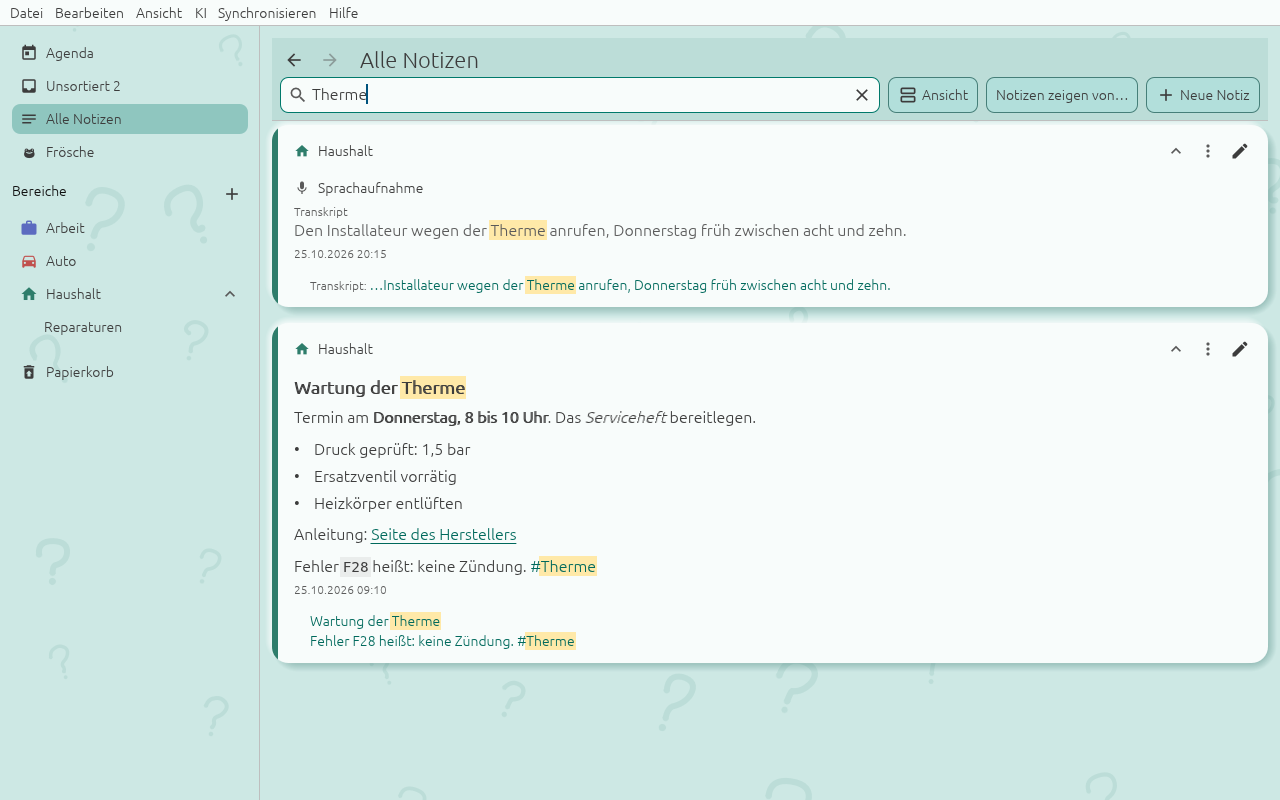 Datei Bearbeiten Ansicht KI Synchronisieren Hilfe
Agenda
Unsortiert 2
Alle Notizen
Frösche
Bereiche
Arbeit
Auto
Haushalt
Reparaturen
Papierkorb
Alle Notizen
Therme
Ansicht
Notizen zeigen von…
Neue Notiz
Haushalt
Sprachaufnahme
Transkript
Den Installateur wegen der Therme anrufen, Donnerstag früh zwischen acht und zehn.
25.10.2026 20:15
Transkript: …Installateur wegen der Therme anrufen, Donnerstag früh zwischen acht und zehn.
Haushalt
Wartung der Therme
Termin am Donnerstag, 8 bis 10 Uhr. Das Serviceheft bereitlegen.
• Druck geprüft: 1,5 bar
• Ersatzventil vorrätig
• Heizkörper entlüften
Anleitung: Seite des Herstellers
Fehler F28 heißt: keine Zündung. #Therme
25.10.2026 09:10
Wartung der Therme
Fehler F28 heißt: keine Zündung. #Therme